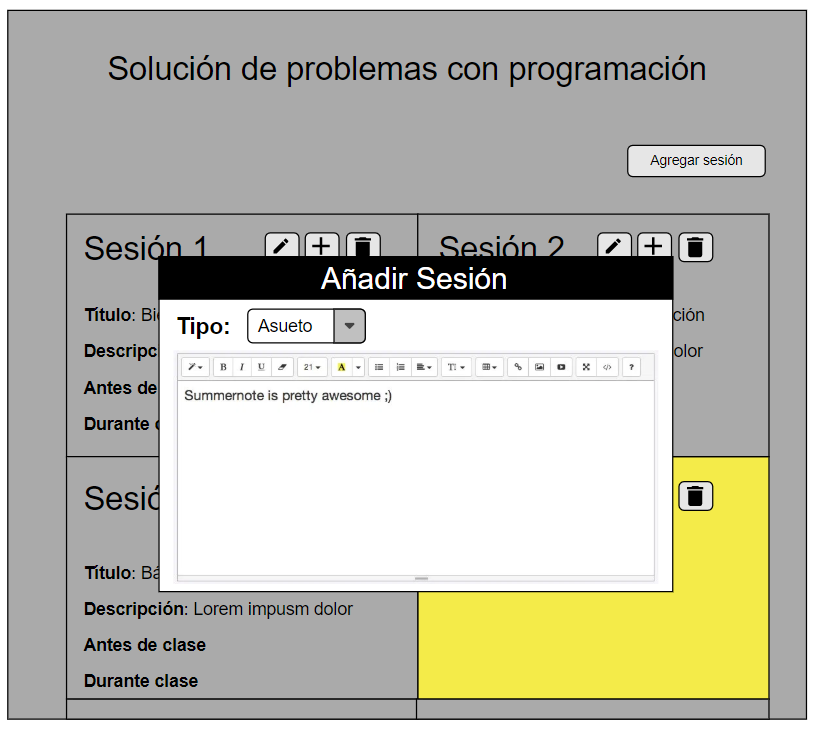 Solución de problemas con programación
Agregar sesión
Sesión 1
Sesión 2
Añadir Sesión
Título: Bi
ción
Tipo: Asueto
Descripc
olor
B I U 21 A T ?
Antes de
Summernote is pretty awesome ;)
Durante
Sesió
Título: Bá
Descripción: Lorem impusm dolor
Antes de clase
Durante clase